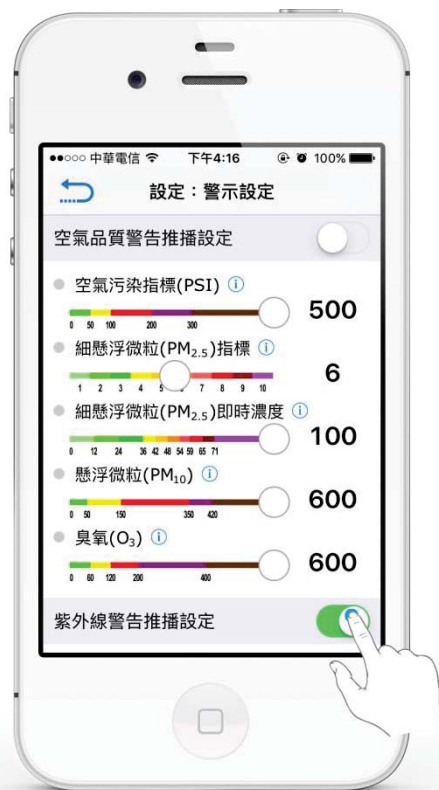 中華電信 下午4:16 100%
設定：警示設定
空氣品質警告推播設定
空氣污染指標(PSI) i
500
0 50 100 200 300
細懸浮微粒(PM2.5)指標 i
6
1 2 3 4 5 7 8 9 10
細懸浮微粒(PM2.5)即時濃度 i
100
0 12 24 36 42 48 54 59 65 71
懸浮微粒(PM10) i
600
0 50 150 350 420
臭氧(O3) i
600
0 60 120 200 400
紫外線警告推播設定